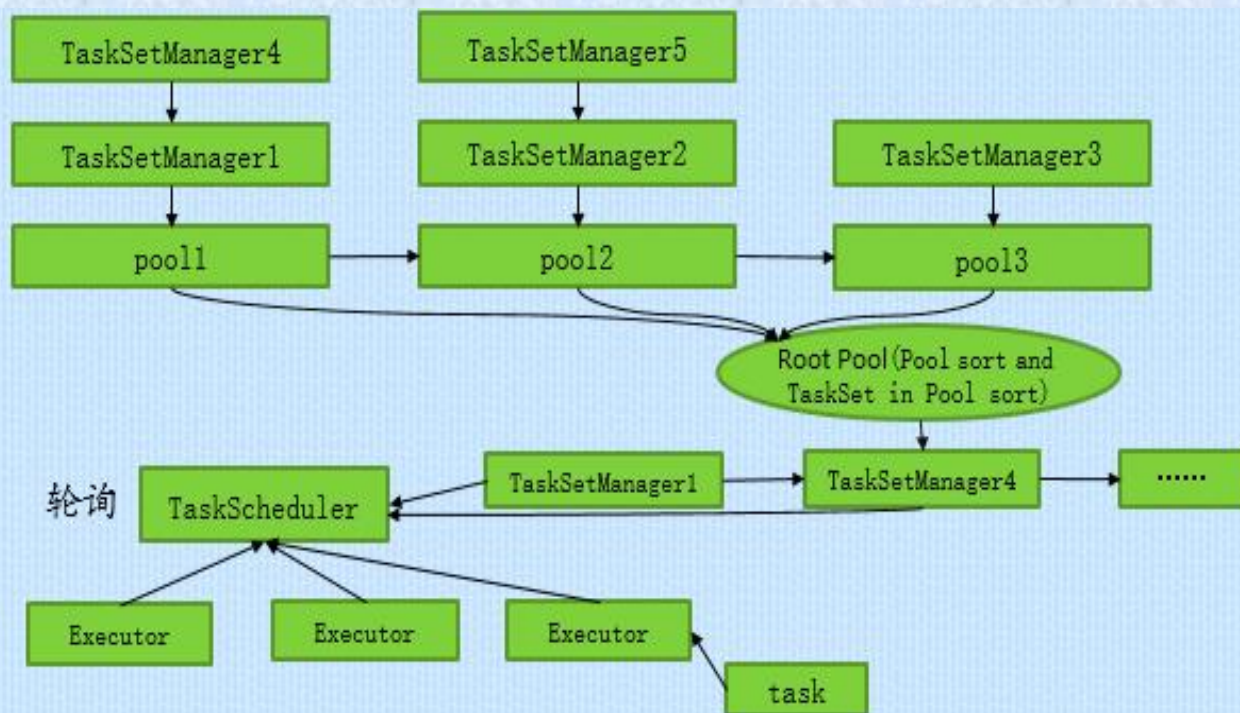 TaskSetManager4
TaskSetManager5
TaskSetManager1
TaskSetManager2
TaskSetManager3
pool1
pool2
pool3
Root Pool(Pool sort and
TaskSet in Pool sort)
轮询
TaskScheduler
TaskSetManager1
TaskSetManager4
······
Executor
Executor
Executor
task